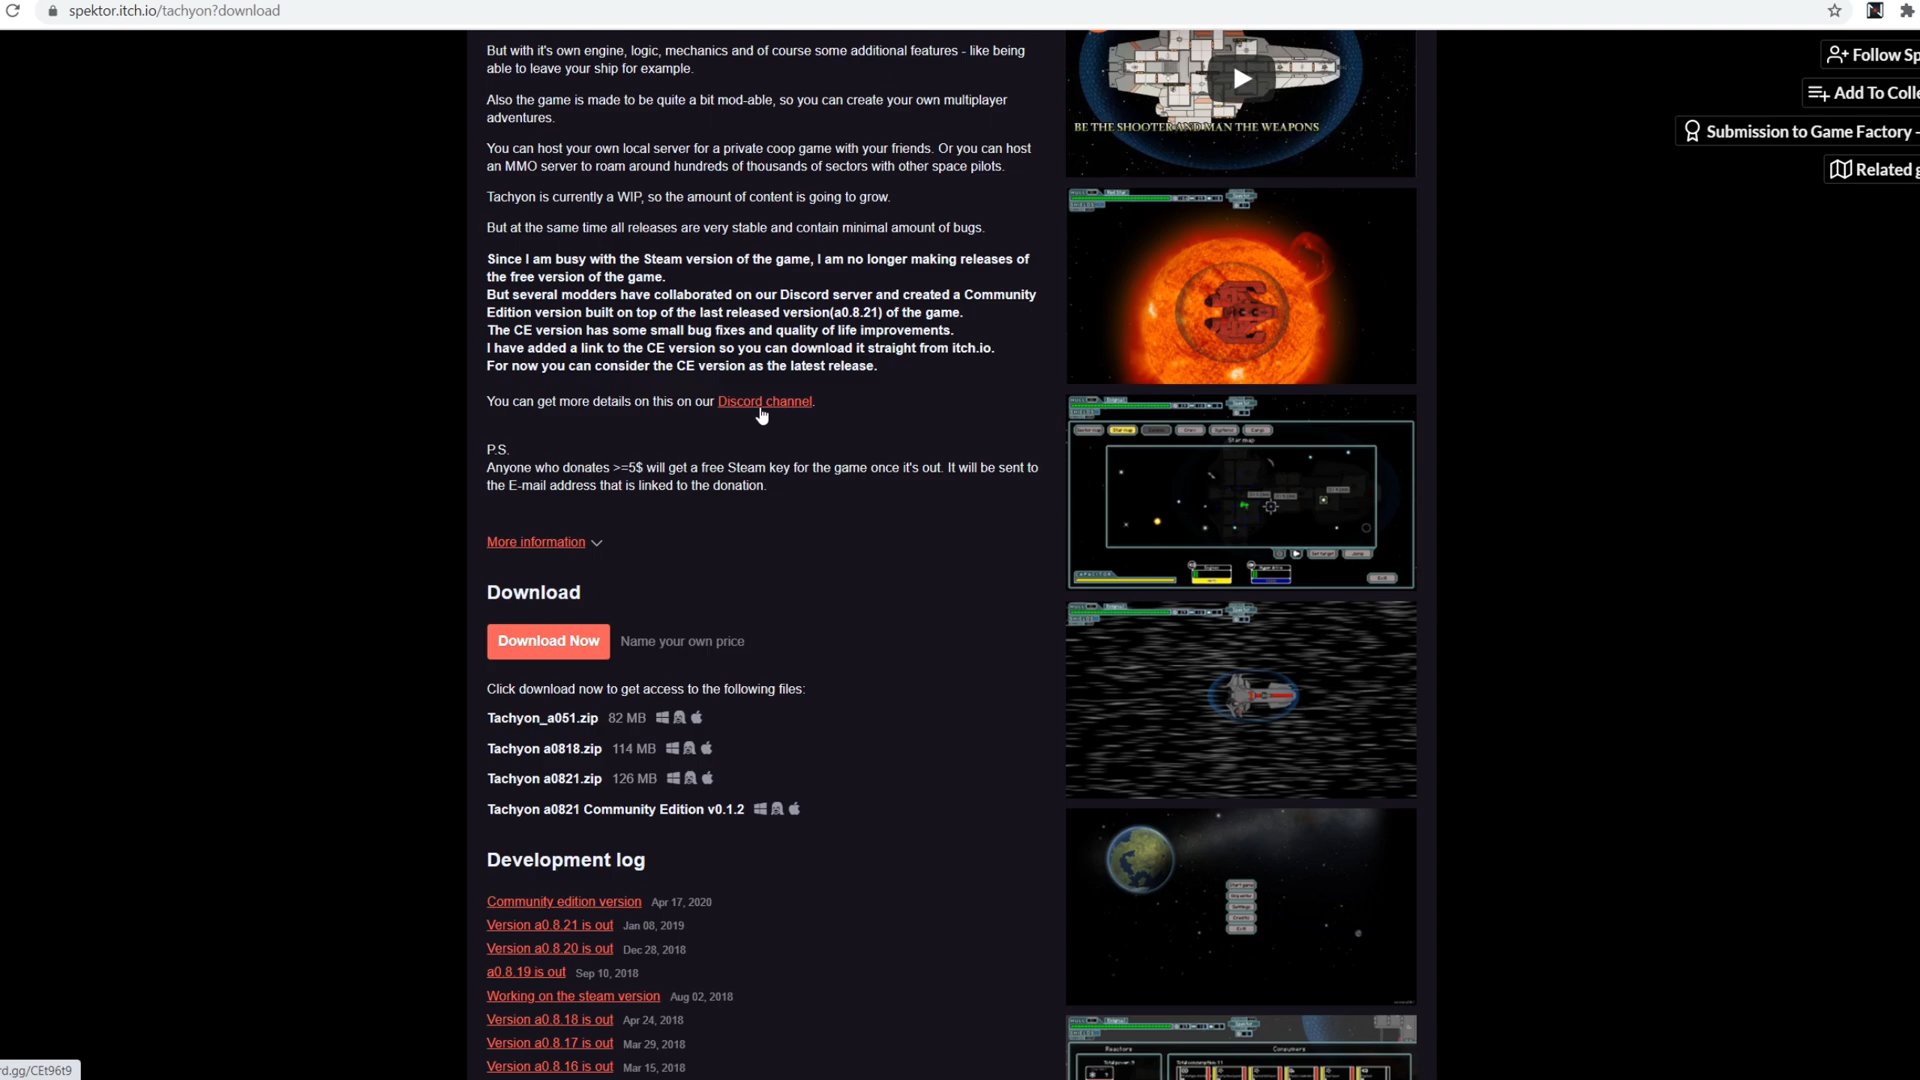 spektor.itch.io/tachyon?download
But with it's own engine, logic, mechanics and of course some additional features - like being
able to leave your ship for example.
Also the game is made to be quite a bit mod-able, so you can create your own multiplayer
adventures.
You can host your own local server for a private coop game with your friends. Or you can host
an MMO server to roam around hundreds of thousands of sectors with other space pilots.
Tachyon is currently a WIP, so the amount of content is going to grow.
But at the same time all releases are very stable and contain minimal amount of bugs.
Since I am busy with the Steam version of the game, I am no longer making releases of
the free version of the game.
But several modders have collaborated on our Discord server and created a Community
Edition version built on top of the last released version(a0.8.21) of the game.
The CE version has some small bug fixes and quality of life improvements.
I have added a link to the CE version so you can download it straight from itch.io.
For now you can consider the CE version as the latest release.
You can get more details on this on our Discord channel.
P.S.
Anyone who donates >=5$ will get a free Steam key for the game once it's out. It will be sent to
the E-mail address that is linked to the donation.
More information
Download
Download Now Name your own price
Click download now to get access to the following files:
Tachyon_a051.zip 82 MB
Tachyon a0818.zip 114 MB
Tachyon a0821.zip 126 MB
Tachyon a0821 Community Edition v0.1.2
Development log
Community edition version Apr 17, 2020
Version a0.8.21 is out Jan 08, 2019
Version a0.8.20 is out Dec 28, 2018
a0.8.19 is out Sep 10, 2018
Working on the steam version Aug 02, 2018
Version a0.8.18 is out Apr 24, 2018
Version a0.8.17 is out Mar 29, 2018
Version a0.8.16 is out Mar 15, 2018
BE THE SHOOTER AND MAN THE WEAPONS
Star map
CAPACITOR
Exit
Reactors
Consumers
Follow Sp
Add To Colle
Submission to Game Factory -
Related g
rd.gg/CEt96t9